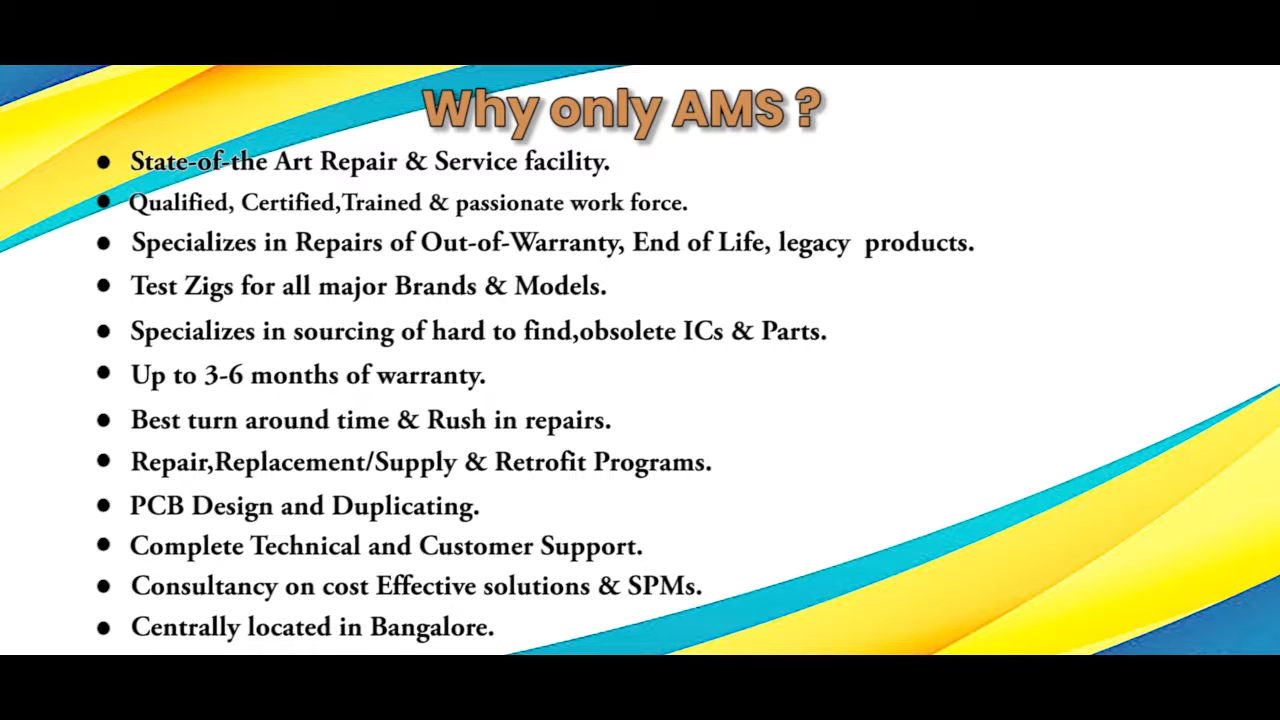 Why only AMS ?
● State-of-the Art Repair & Service facility.
● Qualified, Certified,Trained & passionate work force.
● Specializes in Repairs of Out-of-Warranty, End of Life, legacy products.
● Test Zigs for all major Brands & Models.
● Specializes in sourcing of hard to find,obsolete ICs & Parts.
● Up to 3-6 months of warranty.
● Best turn around time & Rush in repairs.
● Repair,Replacement/Supply & Retrofit Programs.
● PCB Design and Duplicating.
● Complete Technical and Customer Support.
● Consultancy on cost Effective solutions & SPMs.
● Centrally located in Bangalore.